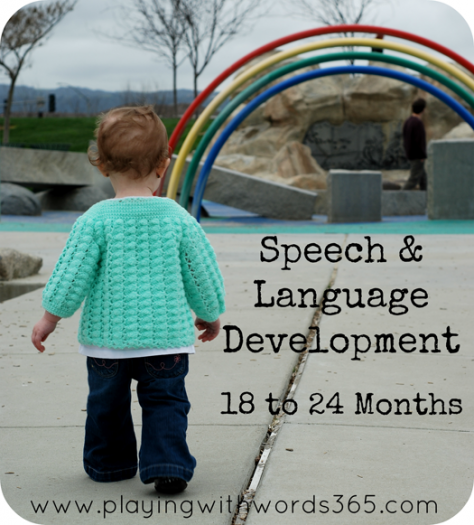 Speech &
Language
Development
18 to 24 Months
www.playingwithwords365.com